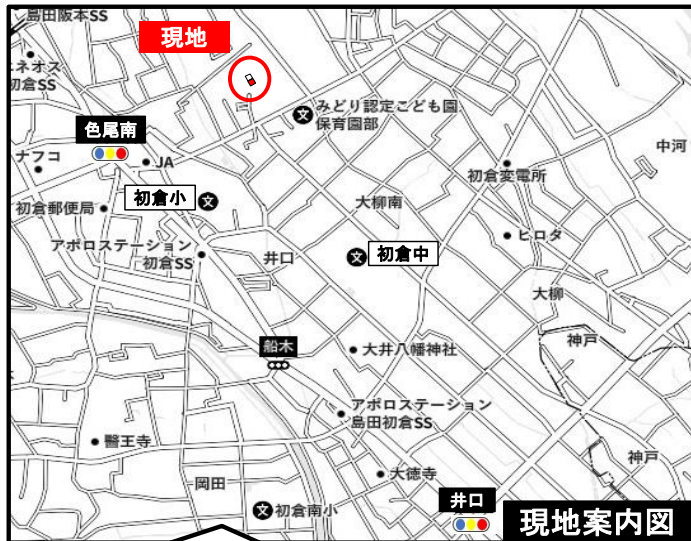 島田阪本SS
現地
ネオス
初倉SS
みどり認定こども園
保育園部
色尾南
ナフコ
JA
中河
初倉変電所
初倉小
大柳南
初倉郵便局
ヒロタ
アポロステーション
初倉SS
井口
初倉中
大柳
船木
大井八幡神社
神戸
アポロステーション
島田初倉SS
醫王寺
神戸
岡田
大徳寺
井口
初倉南小
現地案内図
文
文
文
文